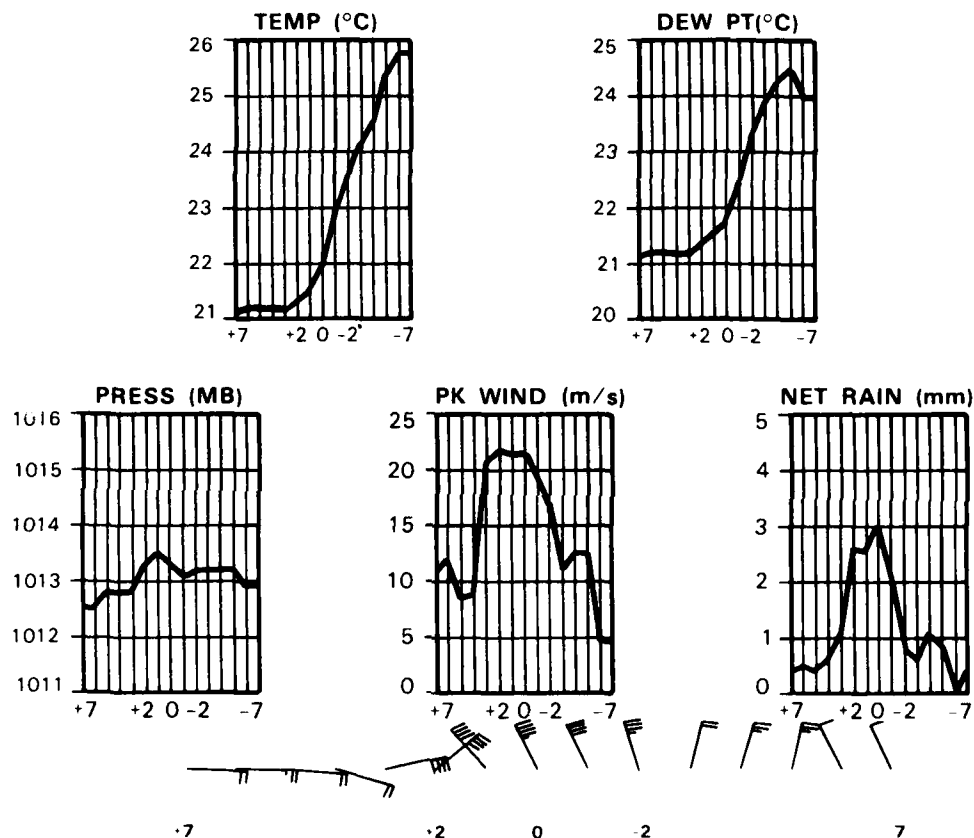 TEMP (°C)
26
25
24
23
22
21
+7 +2 0 -2 -7
DEW PT(°C)
25
24
23
22
21
20
+7 +2 0 -2 -7
PRESS (MB)
1016
1015
1014
1013
1012
1011
+7 +2 0 -2 -7
PK WIND (m/s)
25
20
15
10
5
0
+7 +2 0 -2 -7
NET RAIN (mm)
5
4
3
2
1
0
+7 +2 0 -2 -7
+7 +2 0 -2 7